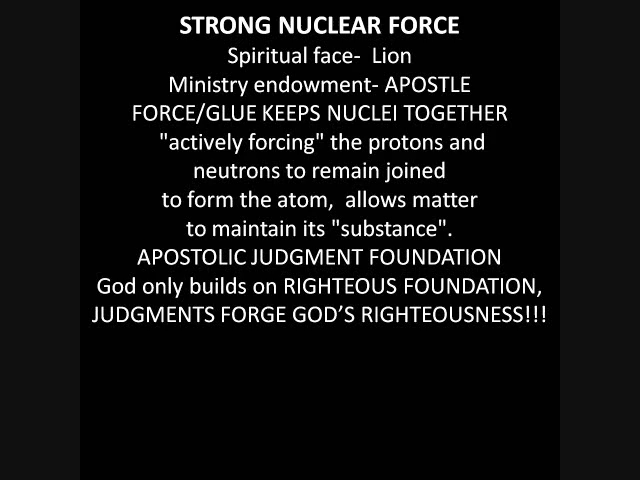 STRONG NUCLEAR FORCE
Spiritual face-  Lion
Ministry endowment- APOSTLE
FORCE/GLUE KEEPS NUCLEI TOGETHER
"actively forcing" the protons and
neutrons to remain joined
to form the atom,  allows matter
to maintain its "substance".
APOSTOLIC JUDGMENT FOUNDATION
God only builds on RIGHTEOUS FOUNDATION,
JUDGMENTS FORGE GOD’S RIGHTEOUSNESS!!!